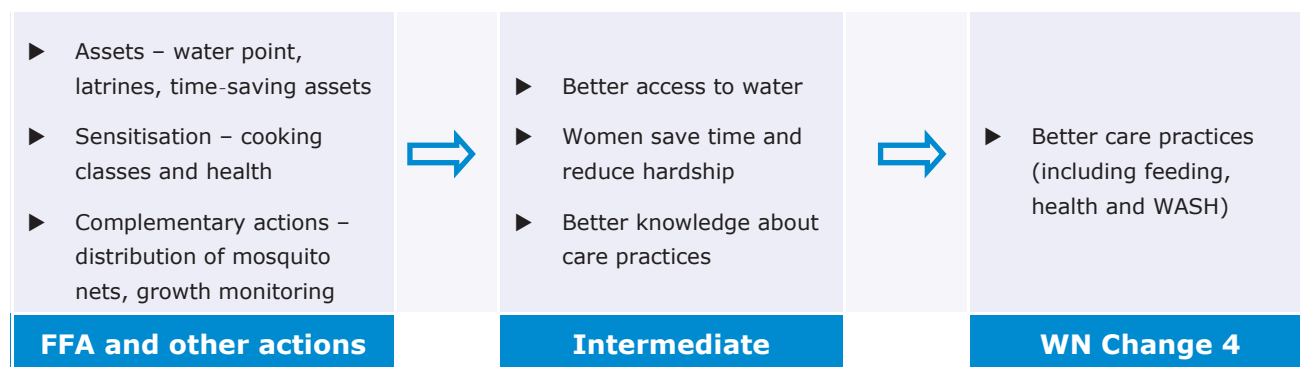 ▶ Assets – water point,
latrines, time-saving assets
▶ Sensitisation – cooking
classes and health
▶ Complementary actions –
distribution of mosquito
nets, growth monitoring
FFA and other actions
▶ Better access to water
▶ Women save time and
reduce hardship
▶ Better knowledge about
care practices
Intermediate
▶ Better care practices
(including feeding,
health and WASH)
WN Change 4